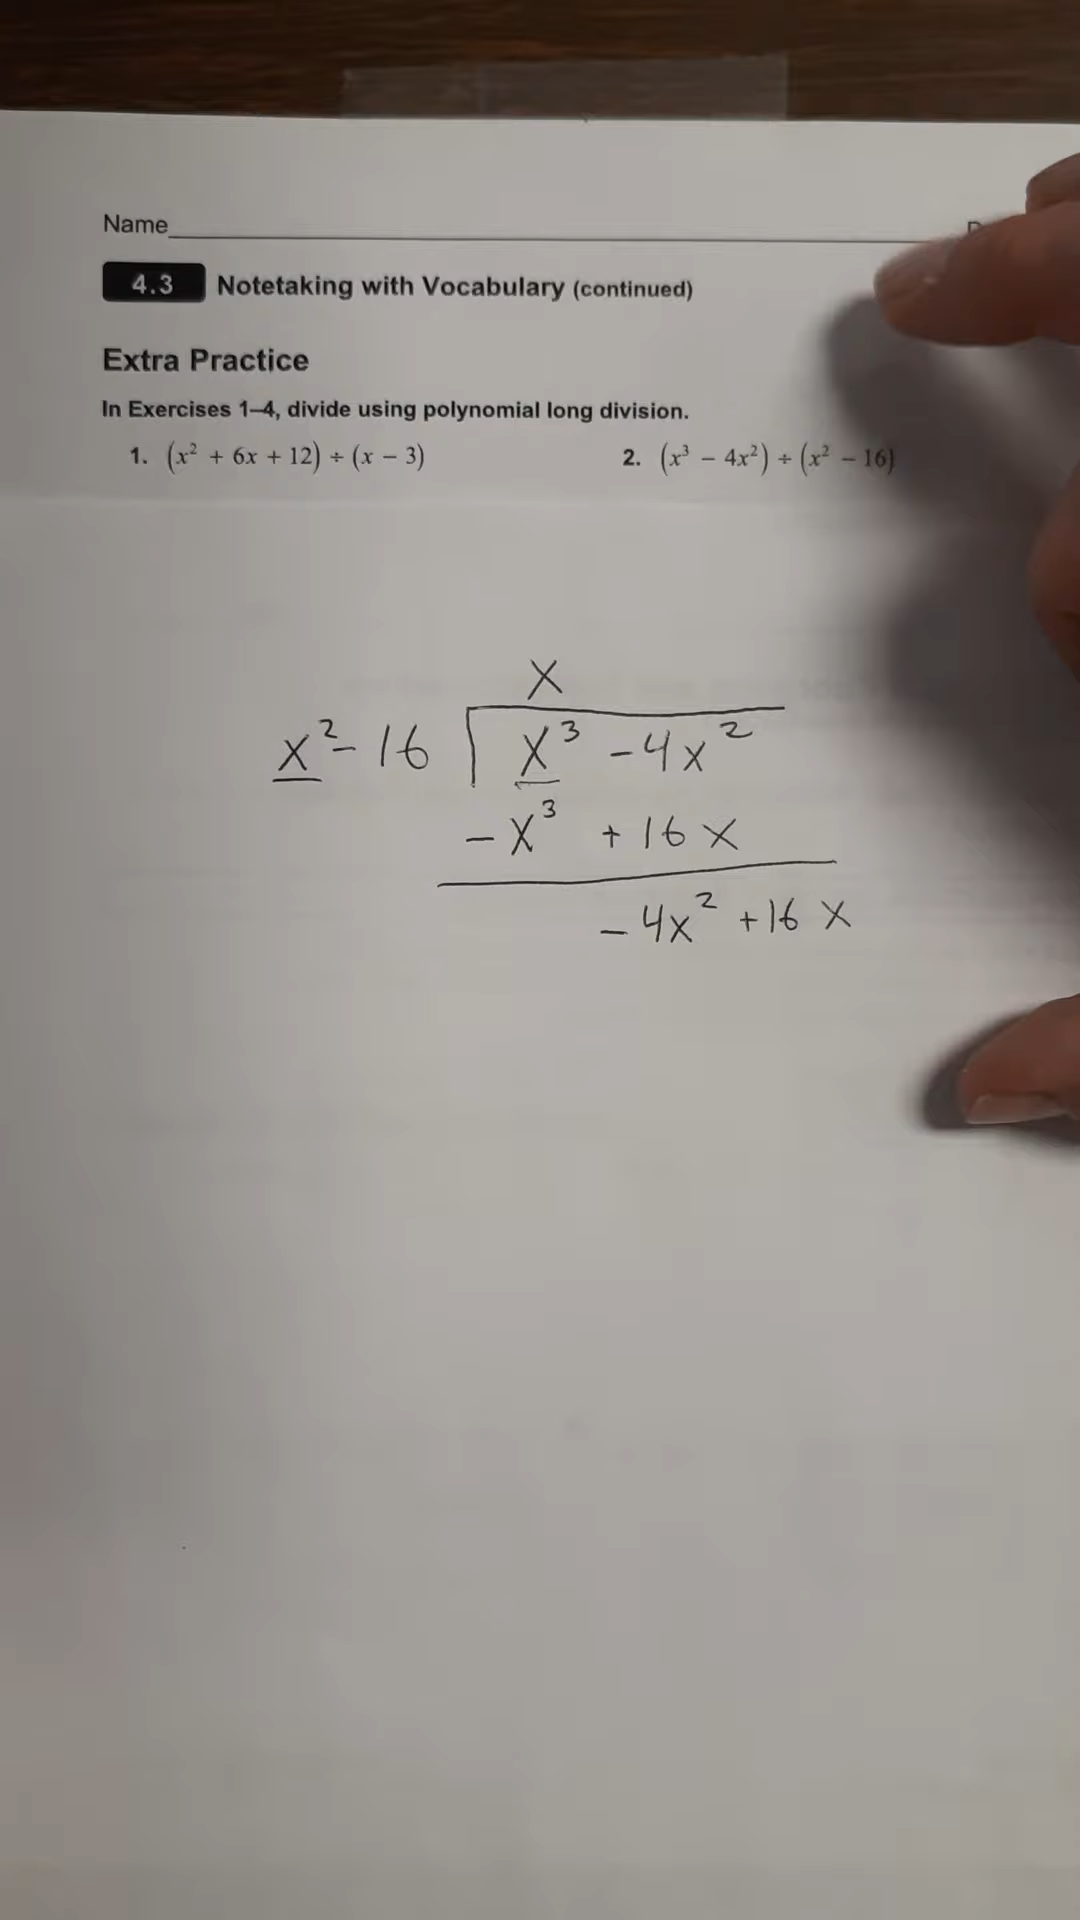 Name
4.3 Notetaking with Vocabulary (continued)
Extra Practice
In Exercises 1–4, divide using polynomial long division.
1. (x² + 6x + 12) ÷ (x − 3)
2. (x³ − 4x²) ÷ (x² − 16)
x
x² - 16 x³ - 4x²
- x³ + 16x
- 4x² + 16x